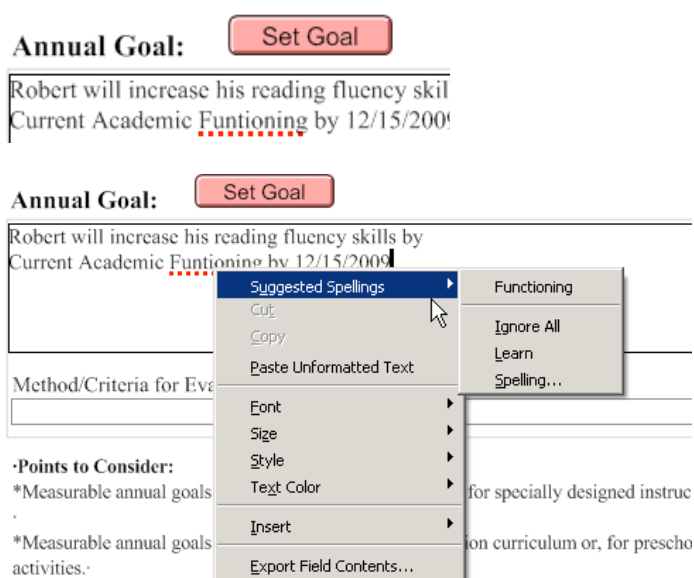 Annual Goal: Set Goal
Robert will increase his reading fluency skil
Current Academic Funtioning by 12/15/2009
Annual Goal: Set Goal
Robert will increase his reading fluency skills by
Current Academic Funtioning by 12/15/2009
Suggested Spellings Functioning
Cut
Copy Ignore All
Paste Unformatted Text Learn
Spelling...
Method/Criteria for Eva
Font
Size
Style
Text Color
Insert
Export Field Contents...
·Points to Consider:
*Measurable annual goals for specially designed instruc
*Measurable annual goals ion curriculum or, for prescho
activities.·